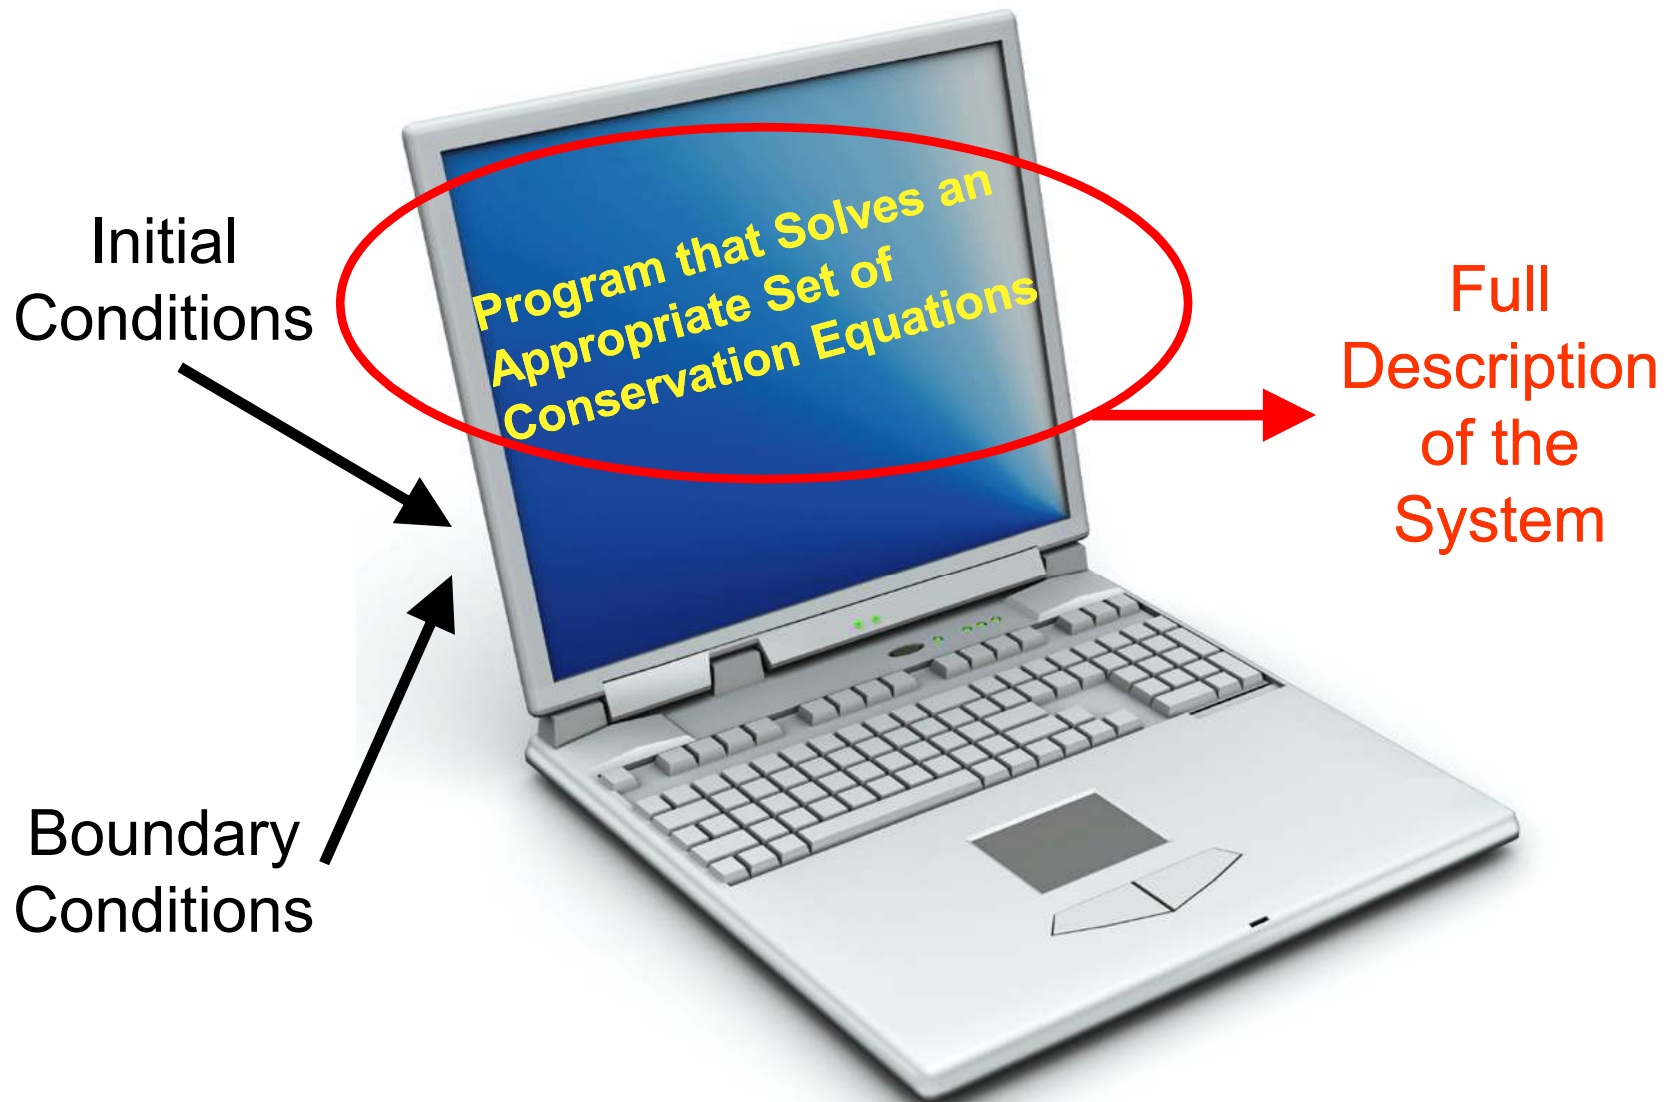 Initial
Conditions
Program that Solves an
Appropriate Set of
Conservation Equations
Full
Description
of the
System
Boundary
Conditions